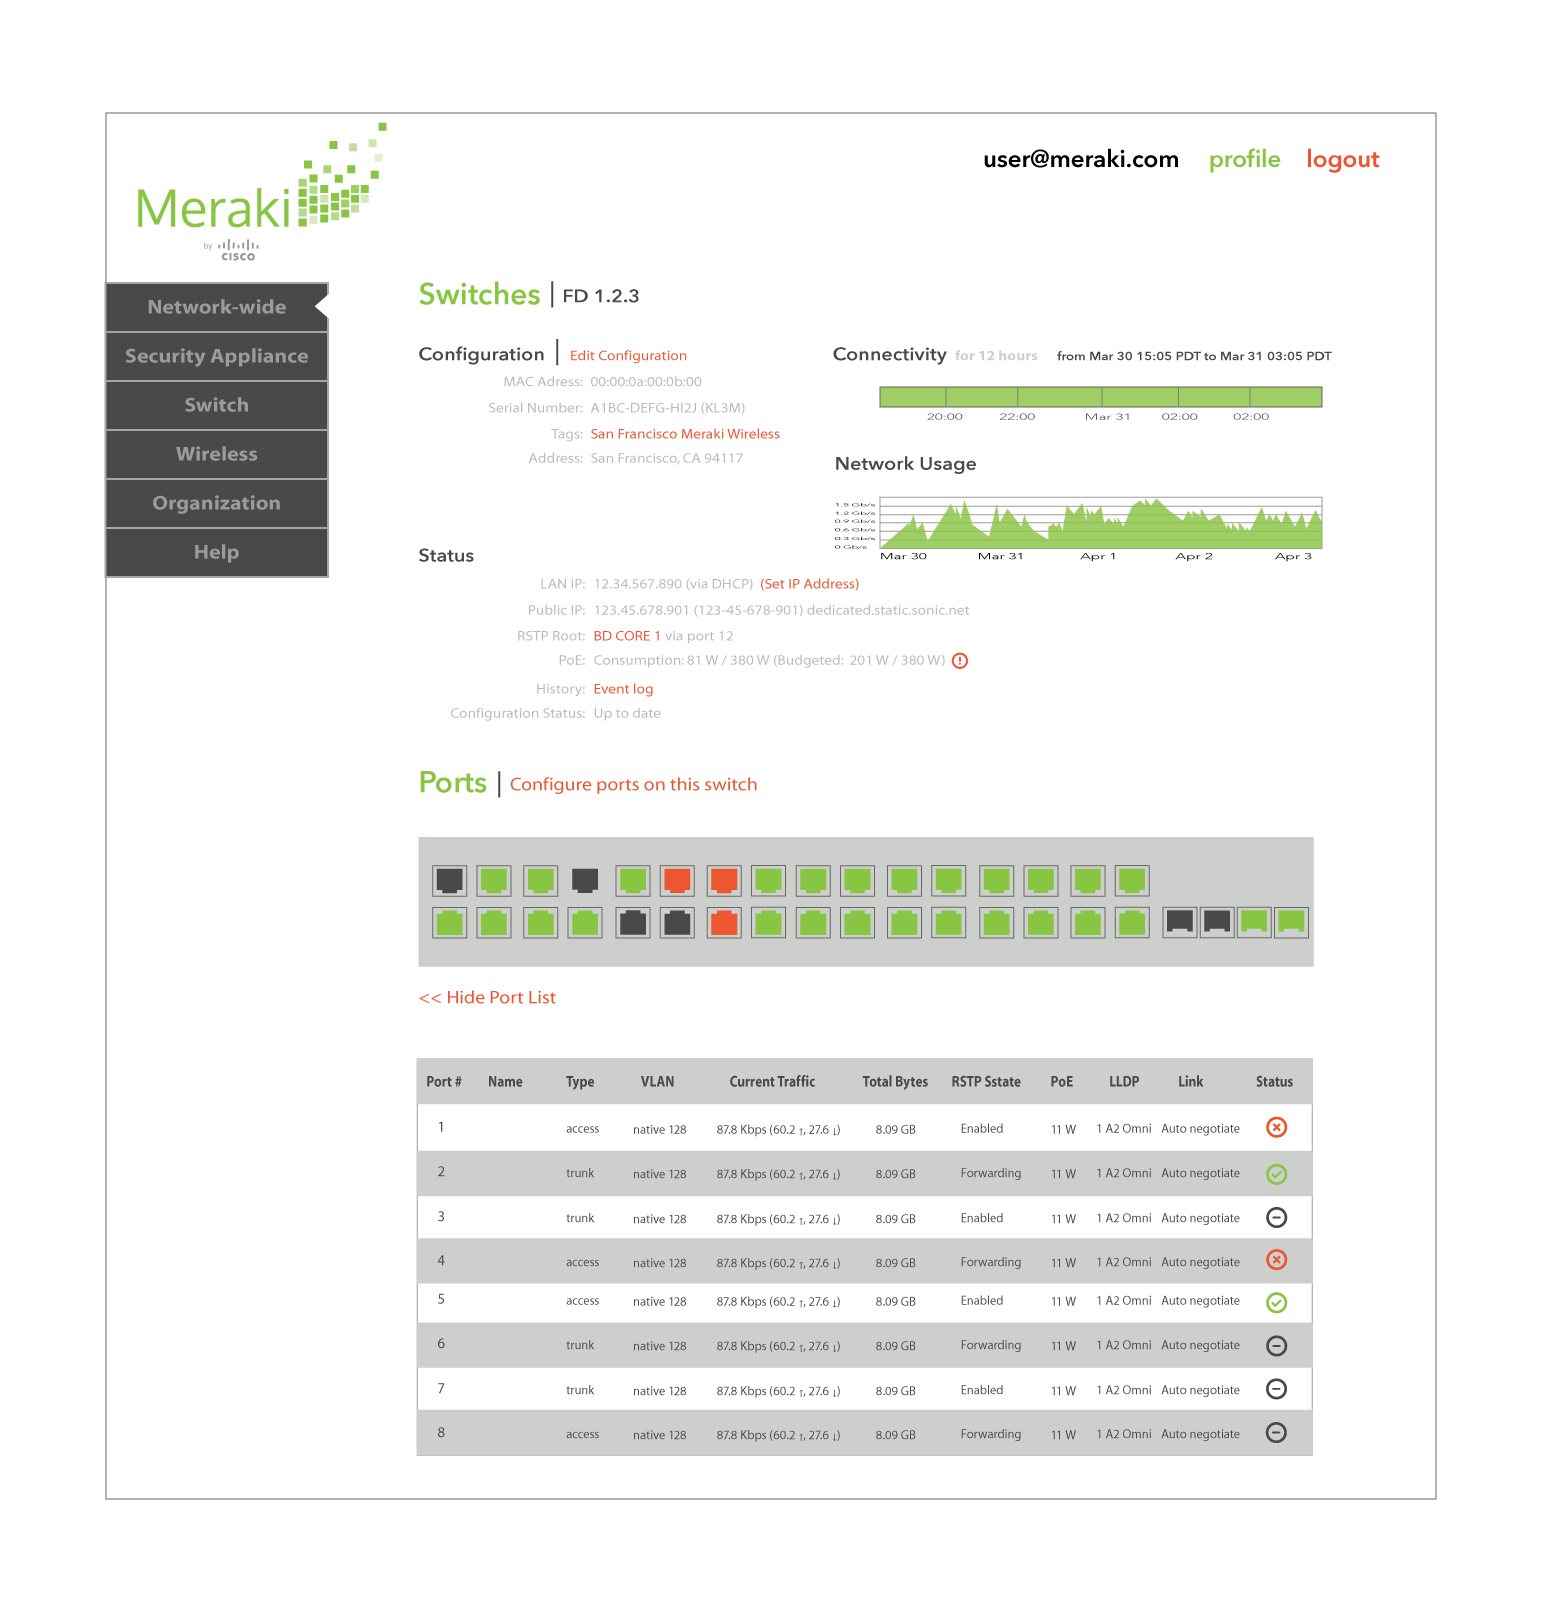 user@meraki.com profile logout
Meraki
by cisco
Network-wide
Security Appliance
Switch
Wireless
Organization
Help
Switches | FD 1.2.3
Configuration | Edit Configuration
MAC Adress: 00:00:0a:00:0b:00
Serial Number: A1BC-DEFG-HI2J (KL3M)
Tags: San Francisco Meraki Wireless
Address: San Francisco, CA 94117
Connectivity for 12 hours from Mar 30 15:05 PDT to Mar 31 03:05 PDT
20:00 22:00 Mar 31 02:00 02:00
Network Usage
1.5 Gb/s
1.2 Gb/s
0.9 Gb/s
0.6 Gb/s
0.3 Gb/s
0 Gb/s
Mar 30 Mar 31 Apr 1 Apr 2 Apr 3
Status
LAN IP: 12.34.567.890 (via DHCP) (Set IP Address)
Public IP: 123.45.678.901 (123-45-678-901) dedicated.static.sonic.net
RSTP Root: BD CORE 1 via port 12
PoE: Consumption: 81 W / 380 W (Budgeted: 201 W / 380 W)
History: Event log
Configuration Status: Up to date
Ports | Configure ports on this switch
<< Hide Port List
Port # Name Type VLAN Current Traffic Total Bytes RSTP Sstate PoE LLDP Link Status
1 access native 128 87.8 Kbps (60.2 ↑, 27.6 ↓) 8.09 GB Enabled 11 W 1 A2 Omni Auto negotiate
2 trunk native 128 87.8 Kbps (60.2 ↑, 27.6 ↓) 8.09 GB Forwarding 11 W 1 A2 Omni Auto negotiate
3 trunk native 128 87.8 Kbps (60.2 ↑, 27.6 ↓) 8.09 GB Enabled 11 W 1 A2 Omni Auto negotiate
4 access native 128 87.8 Kbps (60.2 ↑, 27.6 ↓) 8.09 GB Forwarding 11 W 1 A2 Omni Auto negotiate
5 access native 128 87.8 Kbps (60.2 ↑, 27.6 ↓) 8.09 GB Enabled 11 W 1 A2 Omni Auto negotiate
6 trunk native 128 87.8 Kbps (60.2 ↑, 27.6 ↓) 8.09 GB Forwarding 11 W 1 A2 Omni Auto negotiate
7 trunk native 128 87.8 Kbps (60.2 ↑, 27.6 ↓) 8.09 GB Enabled 11 W 1 A2 Omni Auto negotiate
8 access native 128 87.8 Kbps (60.2 ↑, 27.6 ↓) 8.09 GB Forwarding 11 W 1 A2 Omni Auto negotiate